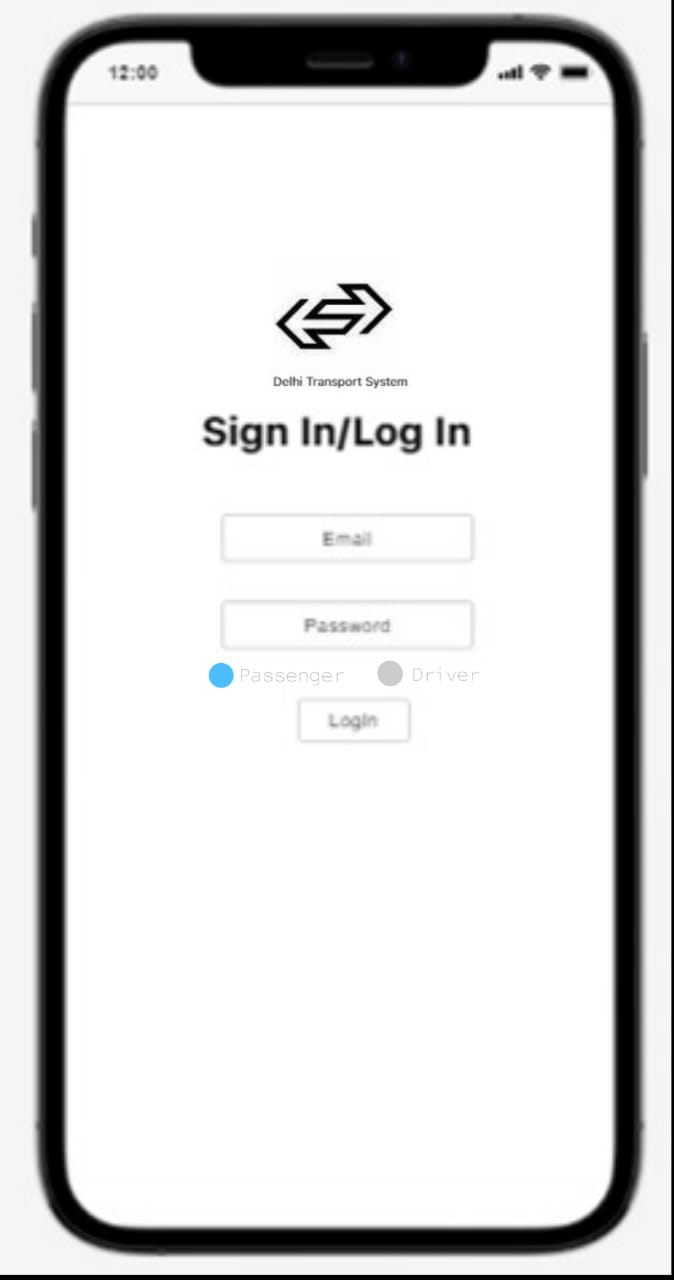 12:00
Delhi Transport System
Sign In/Log In
Email
Password
Passenger Driver
LogIn